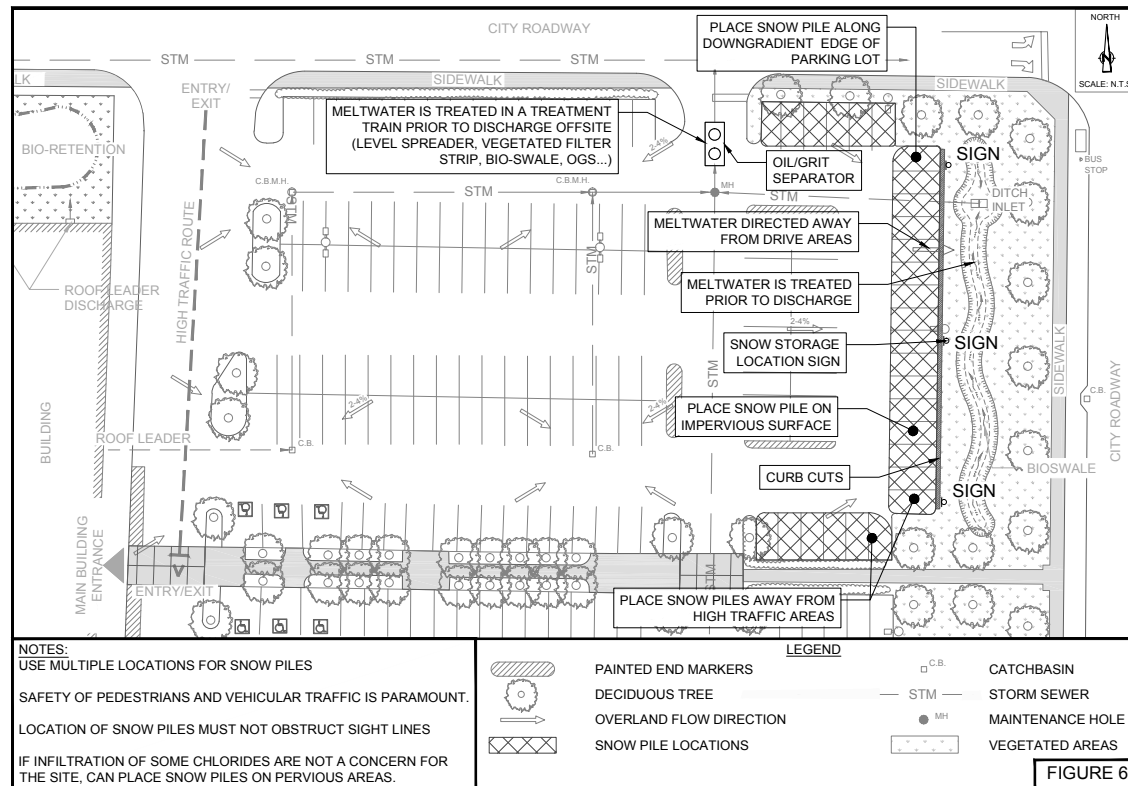 CITY ROADWAY
PLACE SNOW PILE ALONG
DOWNGRADIENT EDGE OF
PARKING LOT
NORTH
SCALE: N.T.S
STM
STM
STM
STM
LK
SIDEWALK
SIDEWALK
ENTRY/
EXIT
MELTWATER IS TREATED IN A TREATMENT
TRAIN PRIOR TO DISCHARGE OFFSITE
(LEVEL SPREADER, VEGETATED FILTER
STRIP, BIO-SWALE, OGS...)
2-4%
BIO-RETENTION
OIL/GRIT
SEPARATOR
SIGN
BUS
STOP
C.B.M.H.
C.B.M.H.
MH
STM
STM
STM
DITCH
INLET
MELTWATER DIRECTED AWAY
FROM DRIVE AREAS
HIGH TRAFFIC ROUTE
STM
MELTWATER IS TREATED
PRIOR TO DISCHARGE
ROOF LEADER
DISCHARGE
2-4%
SNOW STORAGE
LOCATION SIGN
SIGN
SIDEWALK
STM
CITY ROADWAY
C.B.
2-4%
2-4%
PLACE SNOW PILE ON
IMPERVIOUS SURFACE
BUILDING
ROOF LEADER
C.B.
C.B.
CURB CUTS
BIOSWALE
SIGN
MAIN BUILDING
ENTRANCE
ENTRY/EXIT
STM
PLACE SNOW PILES AWAY FROM
HIGH TRAFFIC AREAS
NOTES:
USE MULTIPLE LOCATIONS FOR SNOW PILES
SAFETY OF PEDESTRIANS AND VEHICULAR TRAFFIC IS PARAMOUNT.
LOCATION OF SNOW PILES MUST NOT OBSTRUCT SIGHT LINES
IF INFILTRATION OF SOME CHLORIDES ARE NOT A CONCERN FOR
THE SITE, CAN PLACE SNOW PILES ON PERVIOUS AREAS.
LEGEND
PAINTED END MARKERS
DECIDUOUS TREE
OVERLAND FLOW DIRECTION
SNOW PILE LOCATIONS
C.B.
CATCHBASIN
STM
STORM SEWER
MH
MAINTENANCE HOLE
VEGETATED AREAS
FIGURE 6